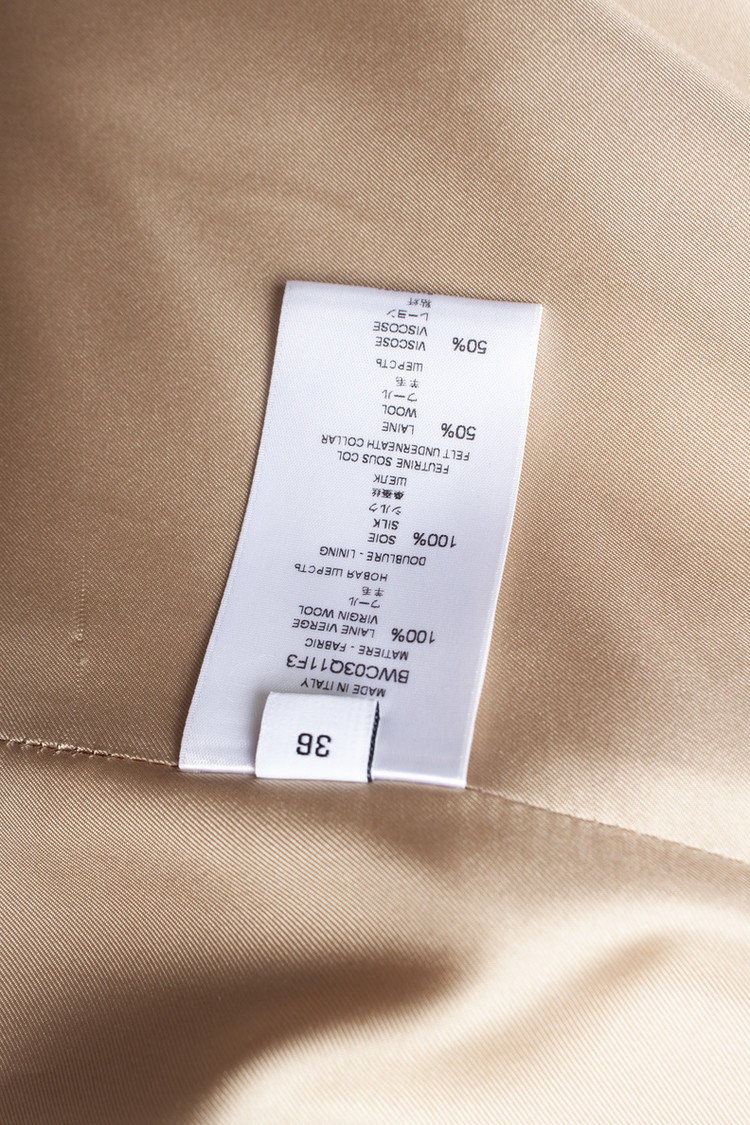 36
MADE IN ITALY
BWC03Q11F3
MATIERE - FABRIC
100% LAINE VIERGE
VIRGIN WOOL
ウール
羊毛
НОВАЯ ШЕРСТЬ
DOUBLURE - LINING
100% SOIE
SILK
シルク
桑蚕丝
ШЕЛК
FEUTRINE SOUS COL
FELT UNDERNEATH COLLAR
50% LAINE
WOOL
ウール
羊毛
ШЕРСТЬ
50% VISCOSE
VISCOSE
レーヨン
粘纤